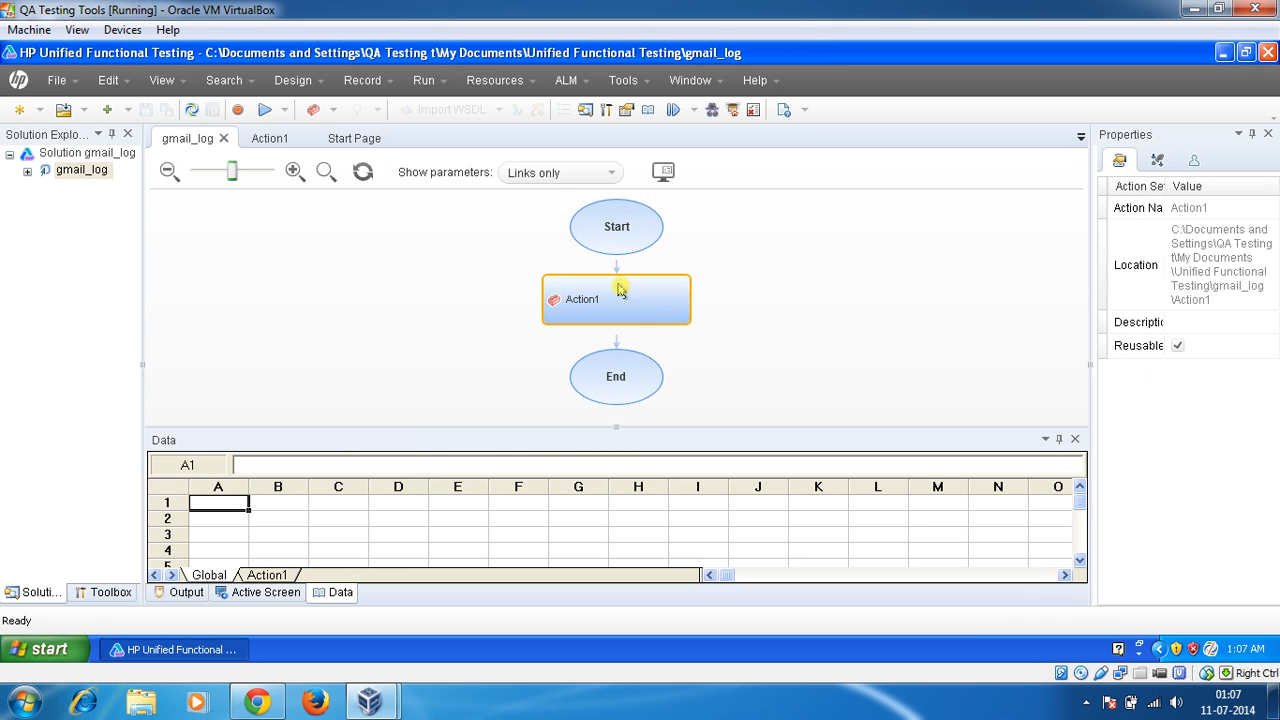 QA Testing Tools [Running] - Oracle VM VirtualBox
Machine View Devices Help
HP Unified Functional Testing - C:\Documents and Settings\QA Testing t\My Documents\Unified Functional Testing\gmail_log
hp File Edit View Search Design Record Run Resources ALM Tools Window Help
Import WSDL
Solution Explo...
Solution gmail_log
gmail_log
gmail_log Action1 Start Page
Show parameters: Links only
Start
Action1
End
Properties
Action Se Value
Action Na Action1
Location C:\Documents and
Settings\QA Testing
t\My Documents
\Unified Functional
Testing\gmail_log
\Action1
Descriptic
Reusable
Data
A1
A B C D E F G H I J K L M N O
1
2
3
4
5
Global Action1
Soluti... Toolbox
Output Active Screen Data
Ready
start HP Unified Functional ... 1:07 AM
Right Ctrl
01:07
11-07-2014